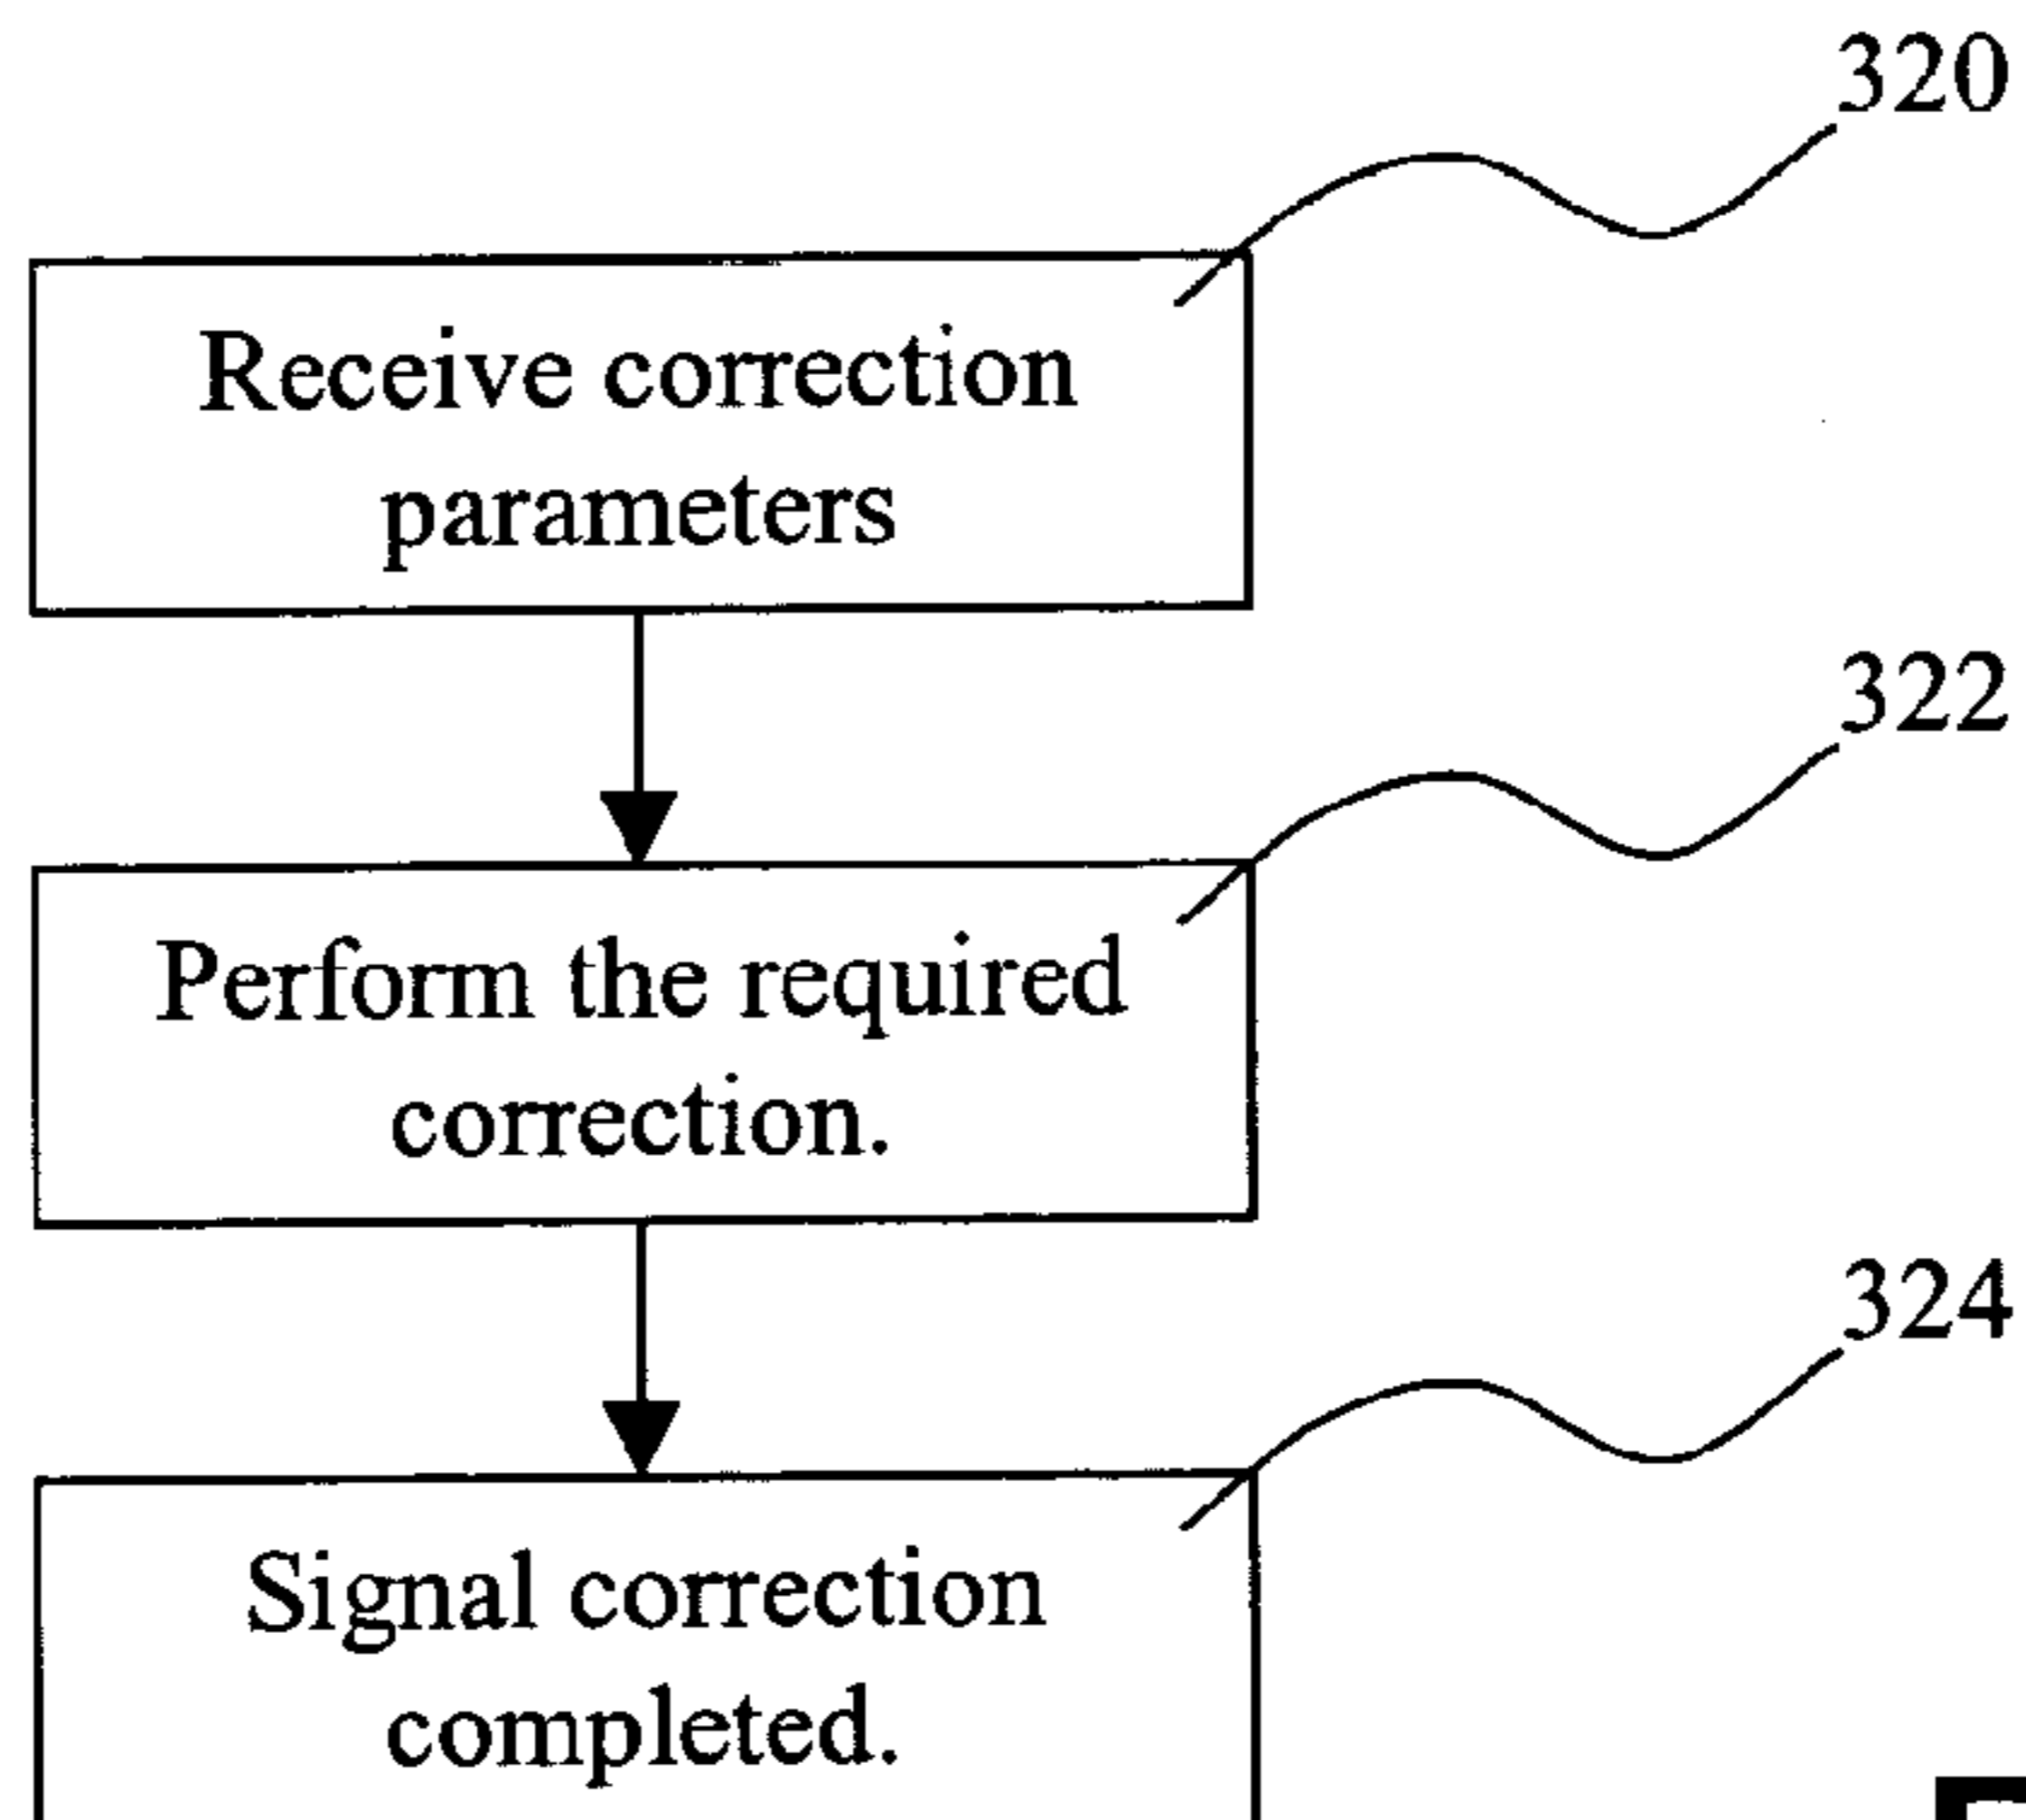 320
Receive correction
parameters
322
Perform the required
correction.
324
Signal correction
completed.